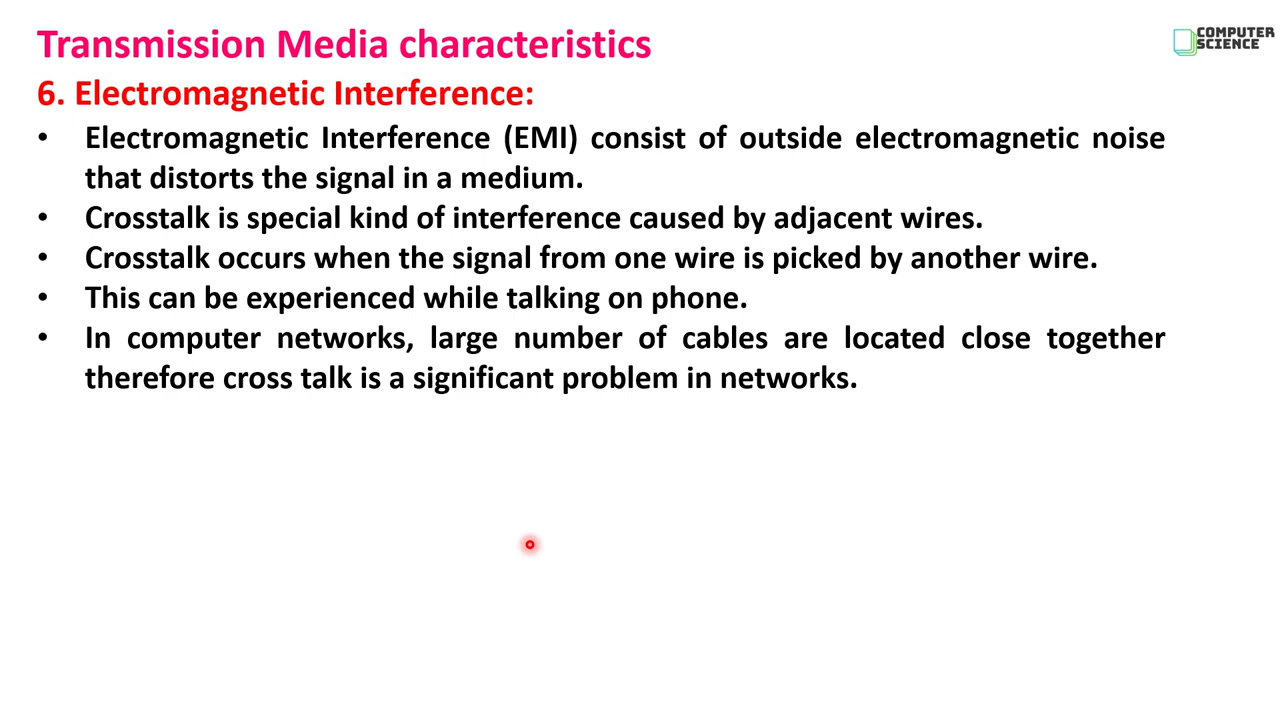 Transmission Media characteristics
COMPUTER
SCIENCE
6. Electromagnetic Interference:
• Electromagnetic Interference (EMI) consist of outside electromagnetic noise
that distorts the signal in a medium.
• Crosstalk is special kind of interference caused by adjacent wires.
• Crosstalk occurs when the signal from one wire is picked by another wire.
• This can be experienced while talking on phone.
• In computer networks, large number of cables are located close together
therefore cross talk is a significant problem in networks.